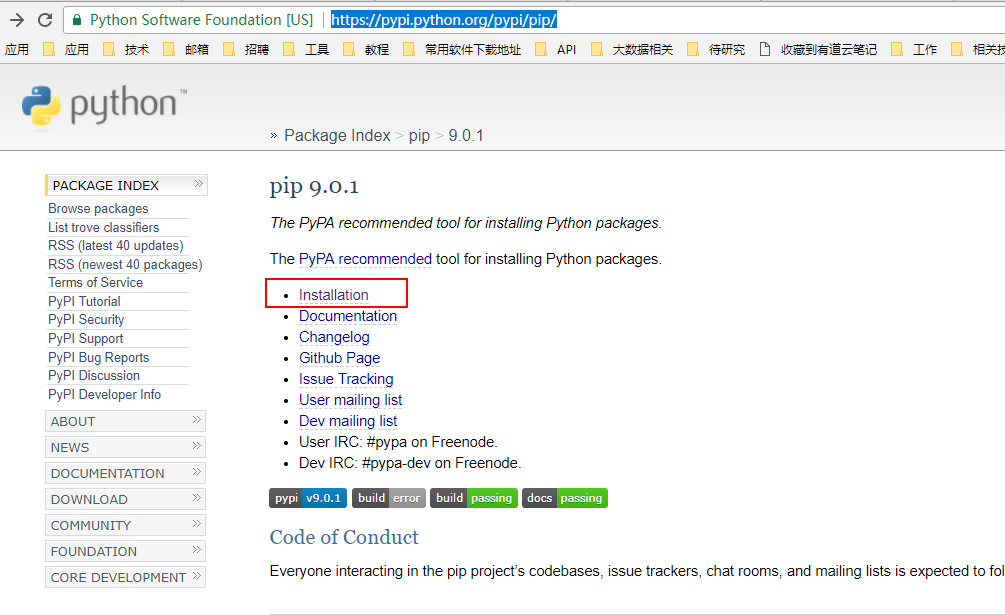 Python Software Foundation [US] https://pypi.python.org/pypi/pip/
应用 应用 技术 邮箱 招聘 工具 教程 常用软件下载地址 API 大数据相关 待研究 收藏到有道云笔记 工作
python™
» Package Index > pip > 9.0.1
PACKAGE INDEX »
Browse packages
List trove classifiers
RSS (latest 40 updates)
RSS (newest 40 packages)
Terms of Service
PyPI Tutorial
PyPI Security
PyPI Support
PyPI Bug Reports
PyPI Discussion
PyPI Developer Info
ABOUT »
NEWS »
DOCUMENTATION »
DOWNLOAD »
COMMUNITY »
FOUNDATION »
CORE DEVELOPMENT »
pip 9.0.1
The PyPA recommended tool for installing Python packages.
The PyPA recommended tool for installing Python packages.
• Installation
• Documentation
• Changelog
• Github Page
• Issue Tracking
• User mailing list
• Dev mailing list
• User IRC: #pypa on Freenode.
• Dev IRC: #pypa-dev on Freenode.
pypi v9.0.1 build error build passing docs passing
Code of Conduct
Everyone interacting in the pip project's codebases, issue trackers, chat rooms, and mailing lists is expected to fol